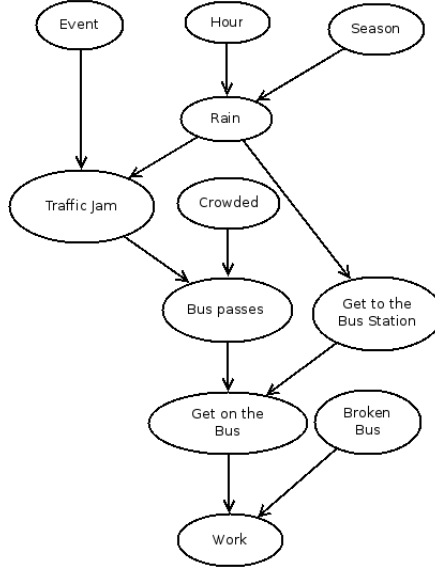 Event
Hour
Season
Rain
Traffic Jam
Crowded
Bus passes
Get to the
Bus Station
Get on the
Bus
Broken
Bus
Work